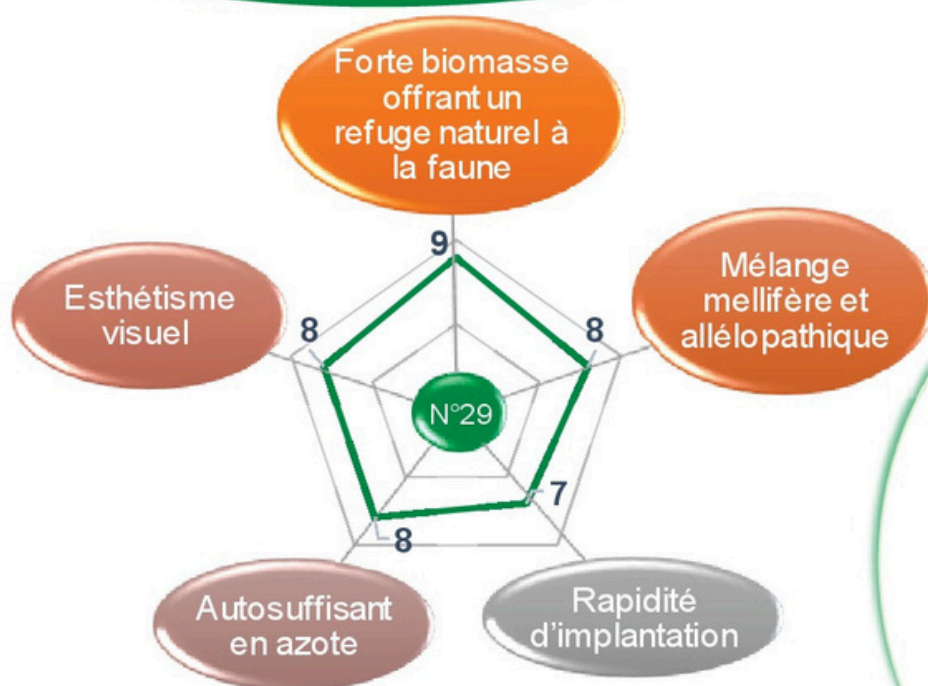 Forte biomasse
offrant un
refuge naturel à
la faune
9
Esthétisme
visuel
8
8
Mélange
mellifère et
allélopathique
N°29
7
8
Autosuffisant
en azote
Rapidité
d'implantation